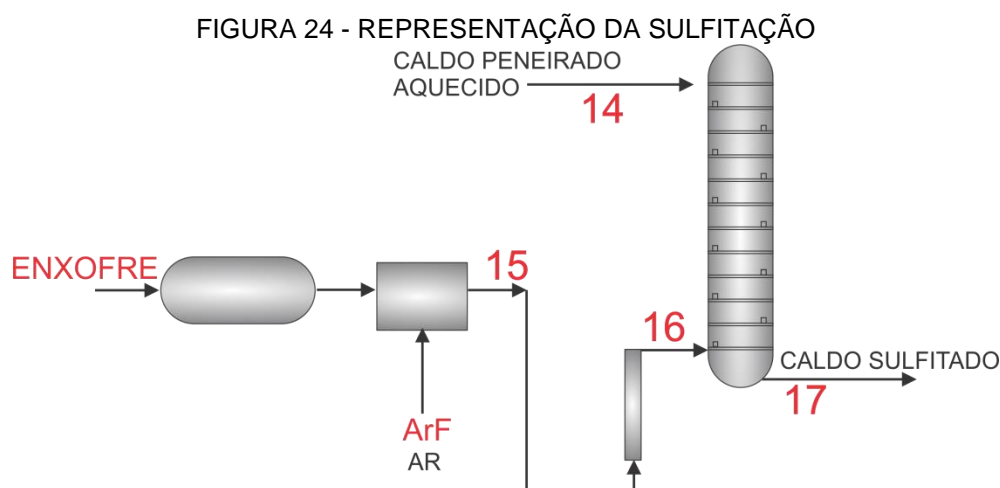 FIGURA 24 - REPRESENTAÇÃO DA SULFITAÇÃO
CALDO PENEIRADO
AQUECIDO
14
ENXOFRE
15
16
CALDO SULFITADO
17
ArF
AR